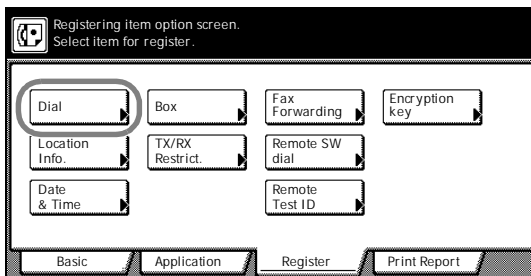 Registering item option screen.
Select item for register.
Dial
Box
Fax
Forwarding
Encryption
key
Location
Info.
TX/RX
Restrict.
Remote SW
dial
Date
& Time
Remote
Test ID
Basic
Application
Register
Print Report